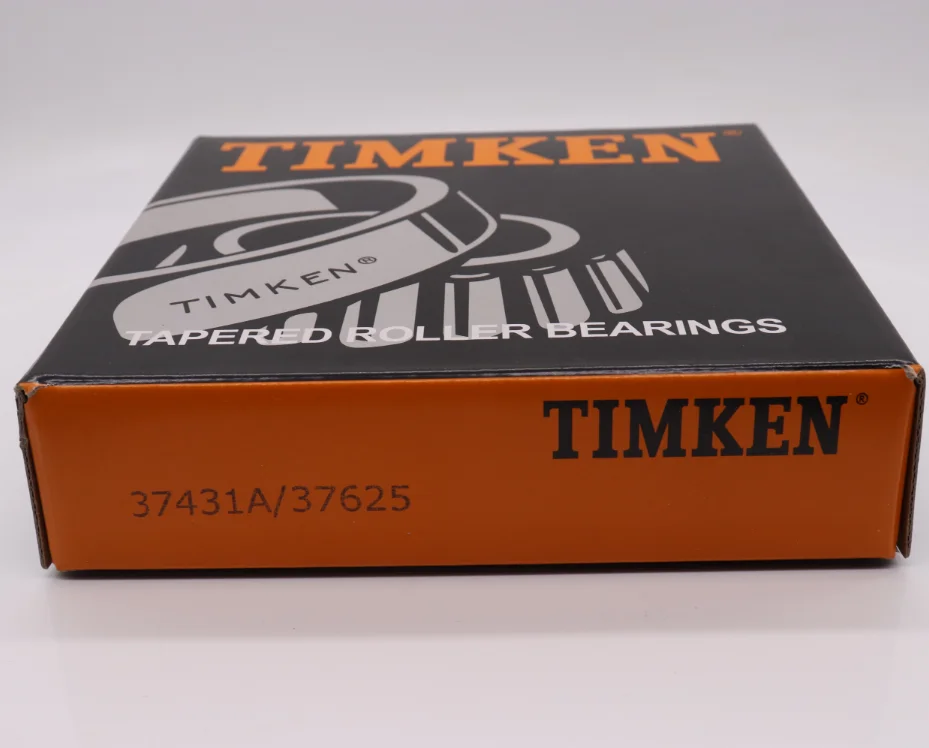 TIMKEN
TIMKEN®
TAPERED ROLLER BEARINGS
TIMKEN®
37431A/37625